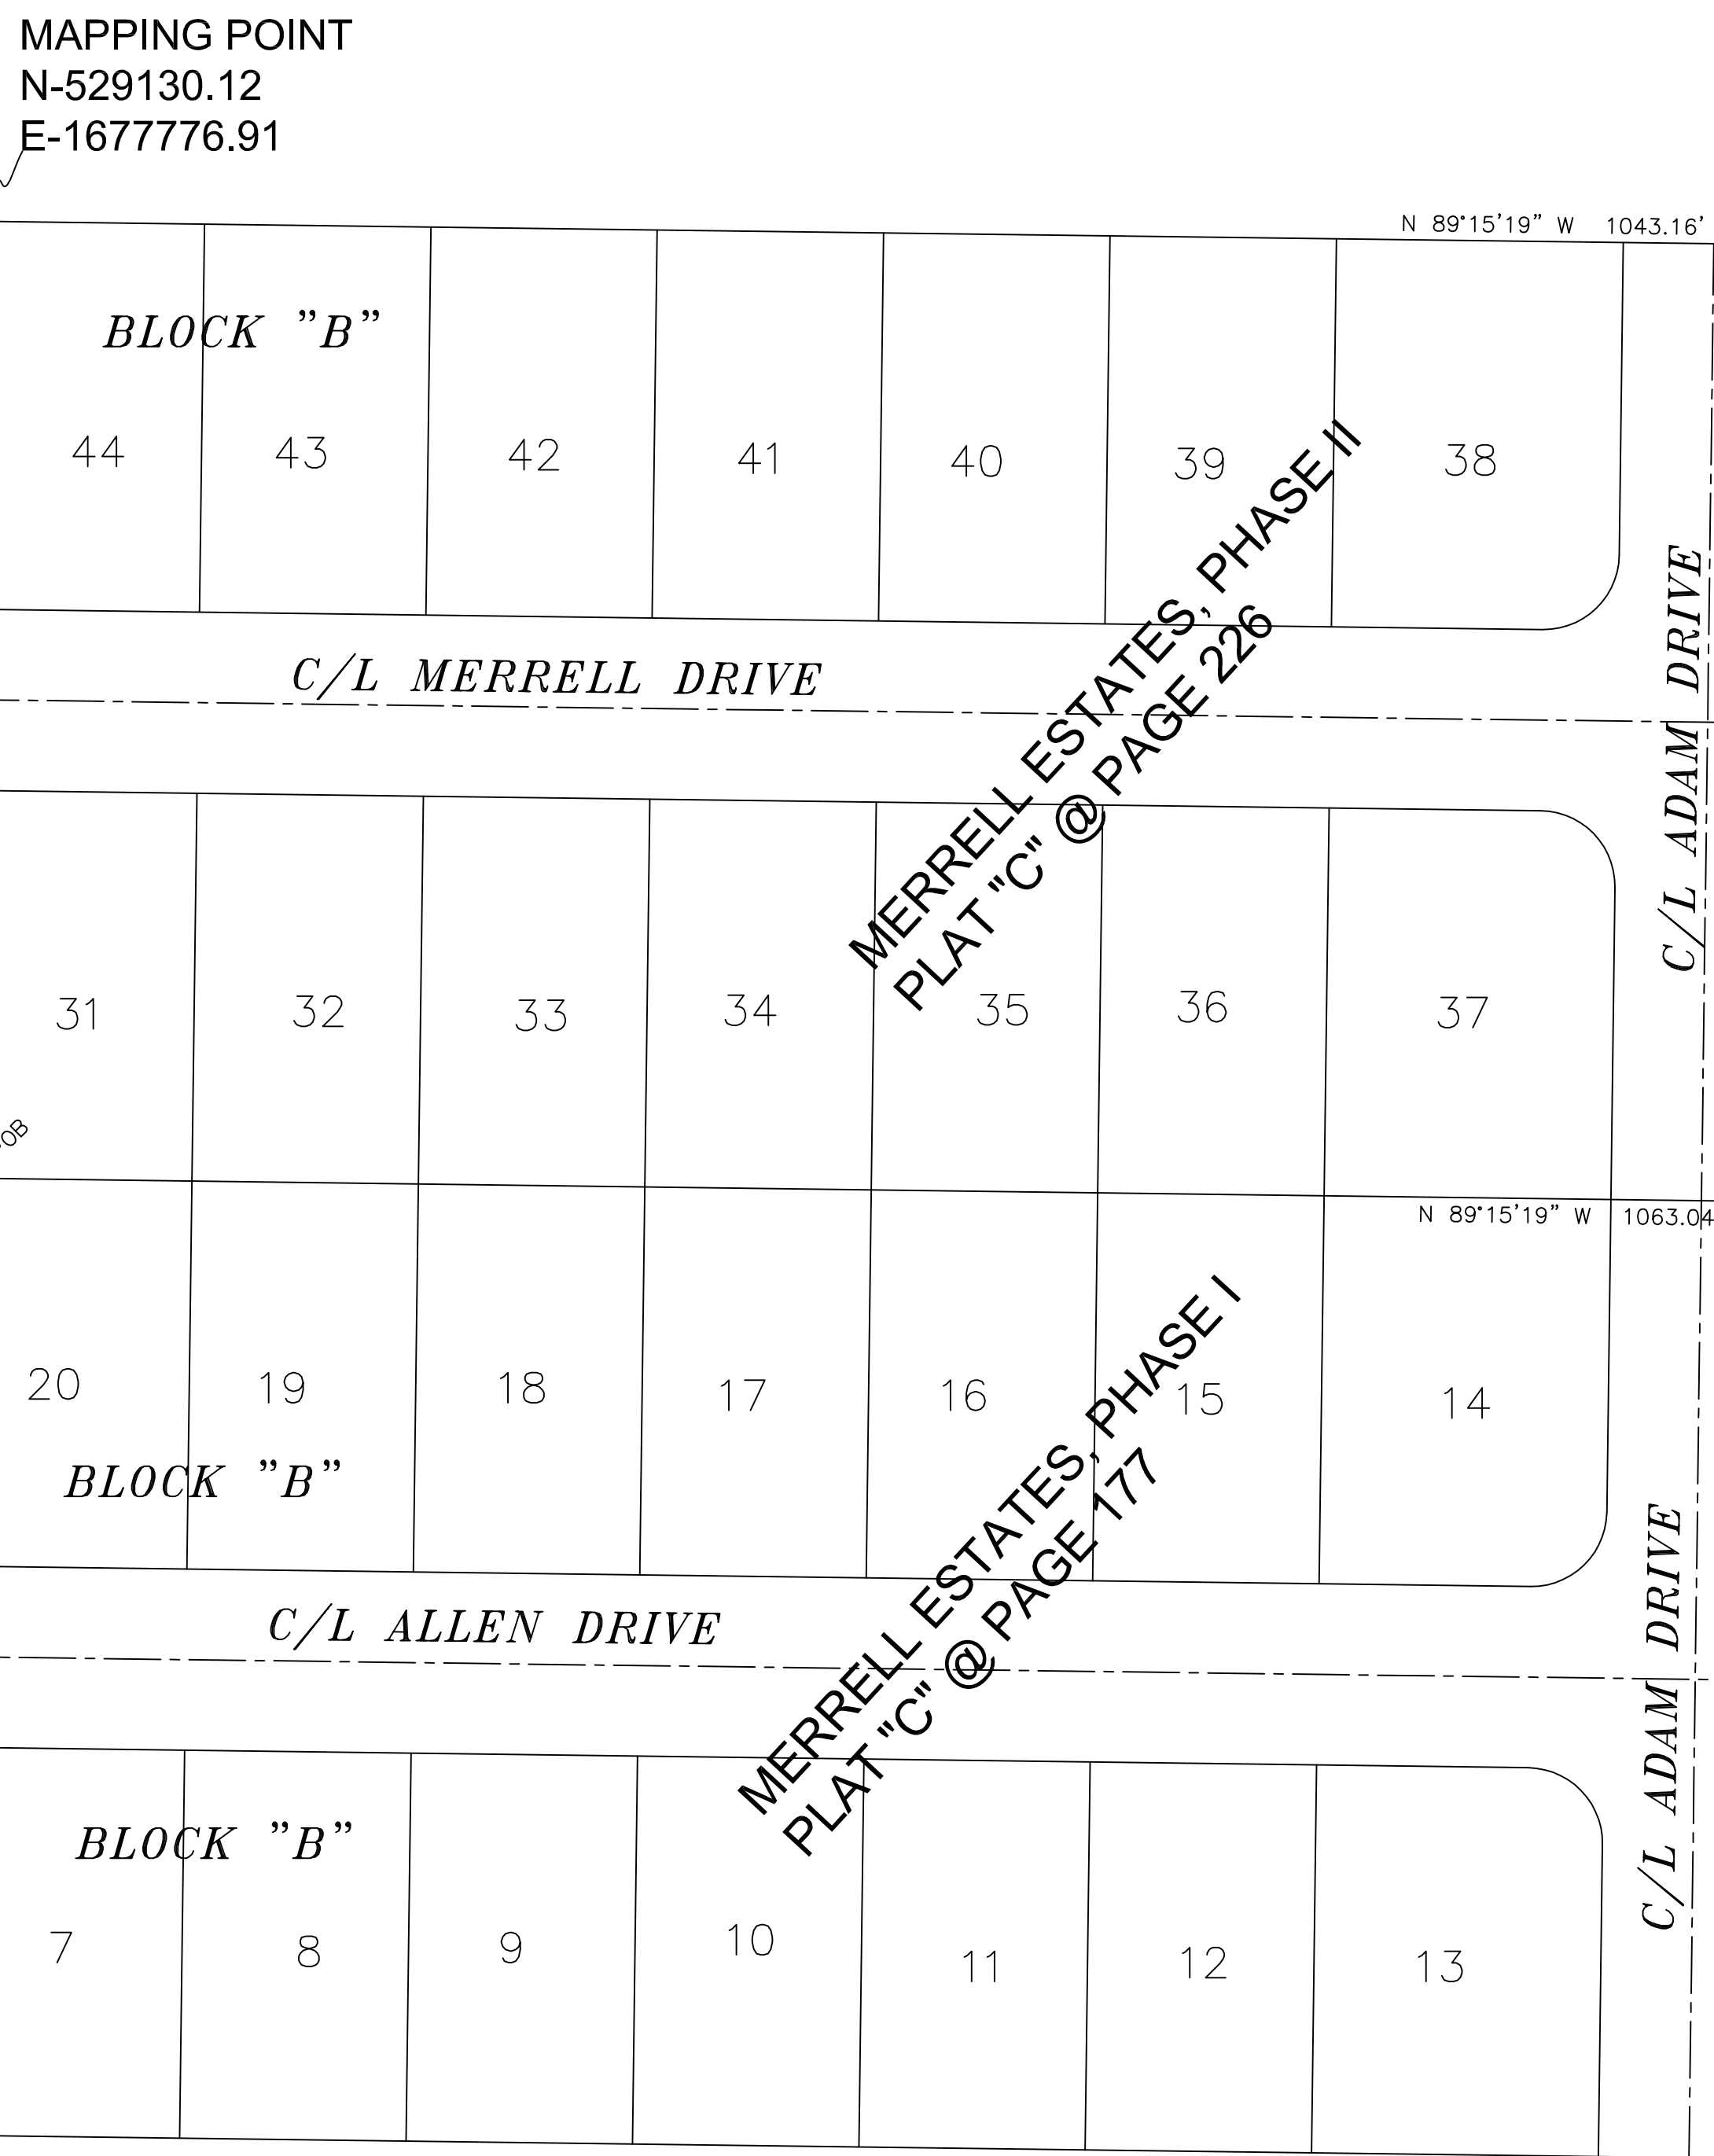 MAPPING POINT
N-529130.12
E-1677776.91
N 89°15'19" W 1043.16'
BLOCK "B"
44 43 42 41 40 39 38
MERRELL ESTATES, PHASE II
PLAT "C" @ PAGE 226
C/L MERRELL DRIVE
C/L ADAM DRIVE
31 32 33 34 35 36 37
OB
N 89°15'19" W 1063.04
20 19 18 17 16 15 14
BLOCK "B"
MERRELL ESTATES, PHASE I
PLAT "C" @ PAGE 177
C/L ALLEN DRIVE
C/L ADAM DRIVE
BLOCK "B"
7 8 9 10 11 12 13